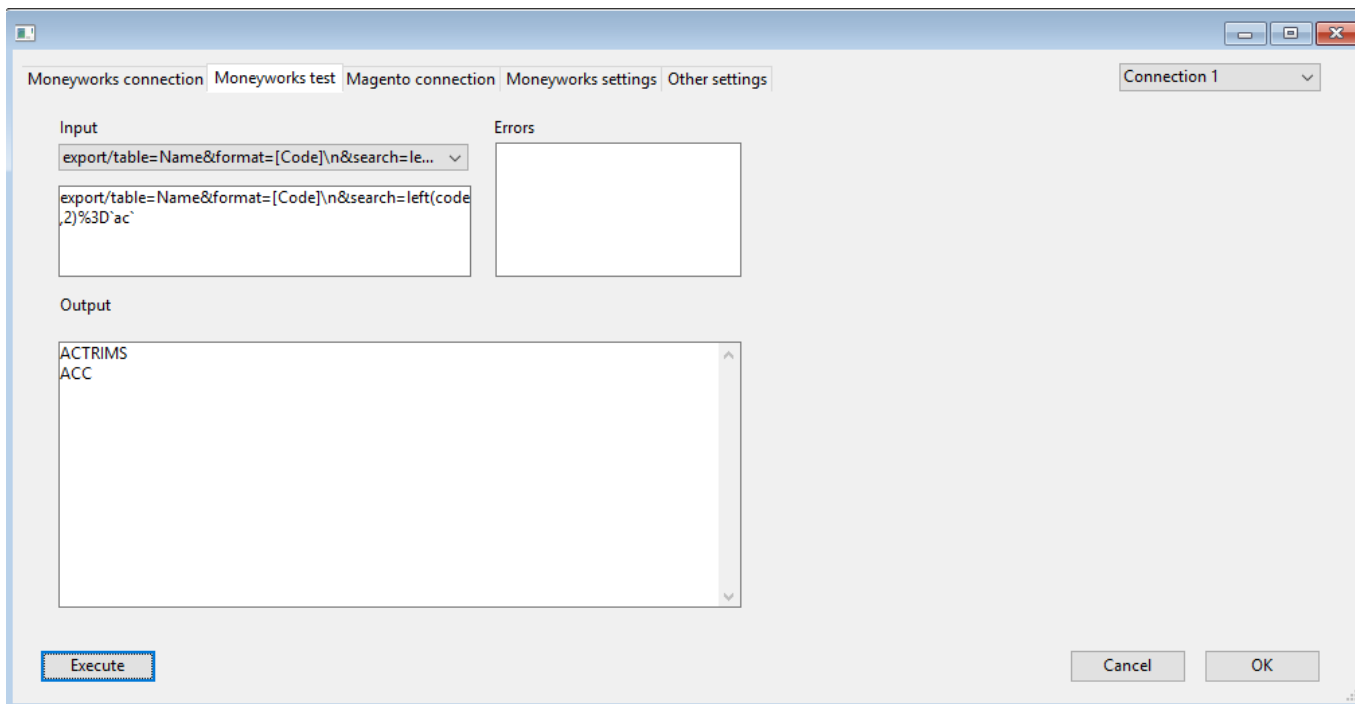 Moneyworks connection Moneyworks test Magento connection Moneyworks settings Other settings
Connection 1
Input
Errors
export/table=Name&format=[Code]\n&search=le...
export/table=Name&format=[Code]\n&search=left(code
,2)%3D`ac`
Output
ACTRIMS
ACC
Execute
Cancel
OK